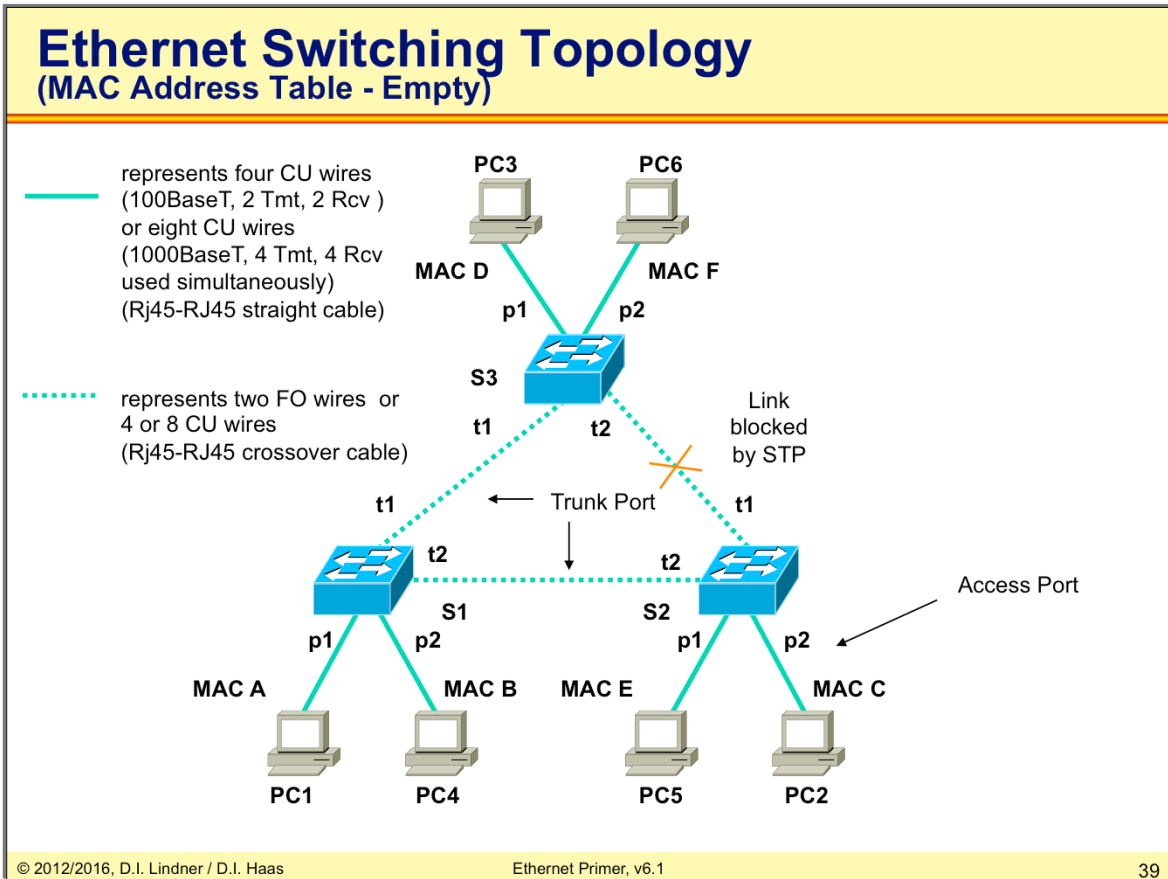 Ethernet Switching Topology
(MAC Address Table - Empty)
represents four CU wires
(100BaseT, 2 Tmt, 2 Rcv )
or eight CU wires
(1000BaseT, 4 Tmt, 4 Rcv
used simultaneously)
(Rj45-RJ45 straight cable)
represents two FO wires or
4 or 8 CU wires
(Rj45-RJ45 crossover cable)
PC3
PC6
MAC D
MAC F
p1
p2
S3
t1
t2
Link
blocked
by STP
t1
Trunk Port
t1
t2
t2
Access Port
S1
S2
p1
p2
p1
p2
MAC A
MAC B
MAC E
MAC C
PC1
PC4
PC5
PC2
© 2012/2016, D.I. Lindner / D.I. Haas
Ethernet Primer, v6.1
39